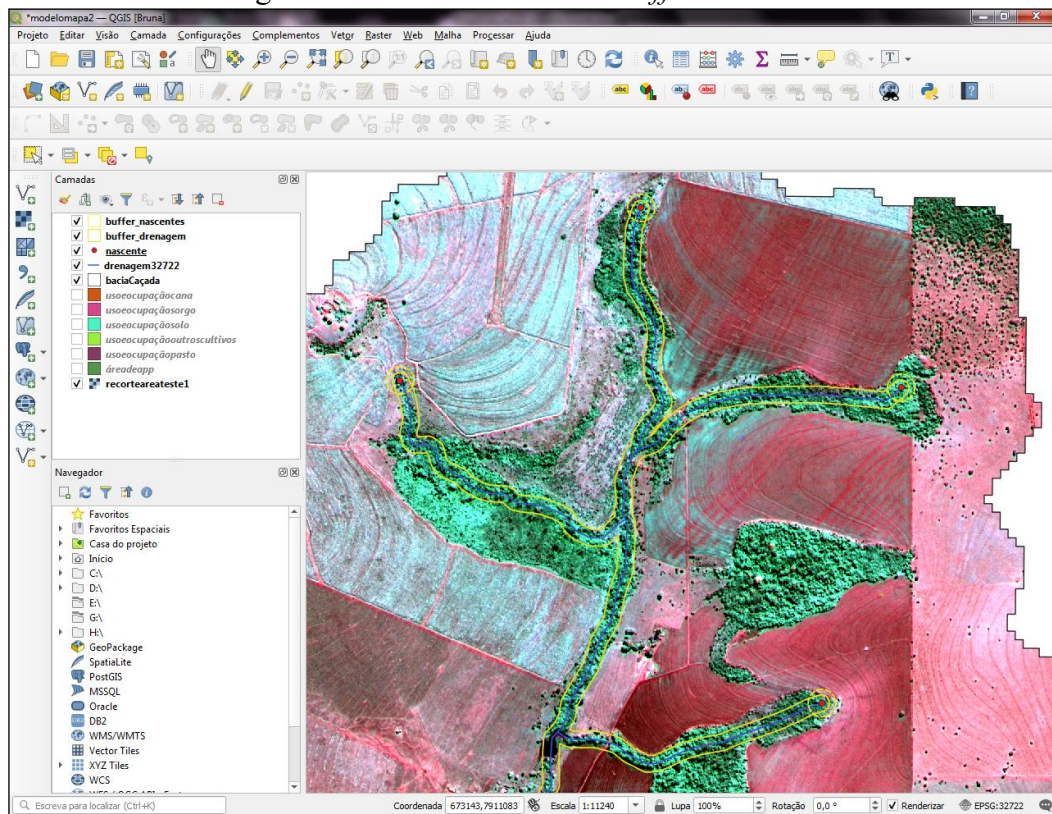 ff
*modelomapa2 — QGIS [Bruna]
Projeto Editar Visão Camada Configurações Complementos Vetor Raster Web Malha Processar Ajuda
Camadas
buffer_nascentes
buffer_drenagem
nascente
drenagem32722
baciaCaçada
usoeocupaçãocana
usoeocupaçãosorgo
usoeocupaçãosolo
usoeocupaçãooutroscultivos
usoeocupaçãopasto
áreadeapp
recorteareateste1
Navegador
Favoritos
Favoritos Espaciais
Casa do projeto
Início
C:\
D:\
E:\
G:\
H:\
GeoPackage
SpatiaLite
PostGIS
MSSQL
Oracle
DB2
WMS/WMTS
Vector Tiles
XYZ Tiles
WCS
Escreva para localizar (Ctrl+K) Coordenada 673143,7911083 Escala 1:11240 Lupa 100% Rotação 0,0 ° Renderizar EPSG:32722